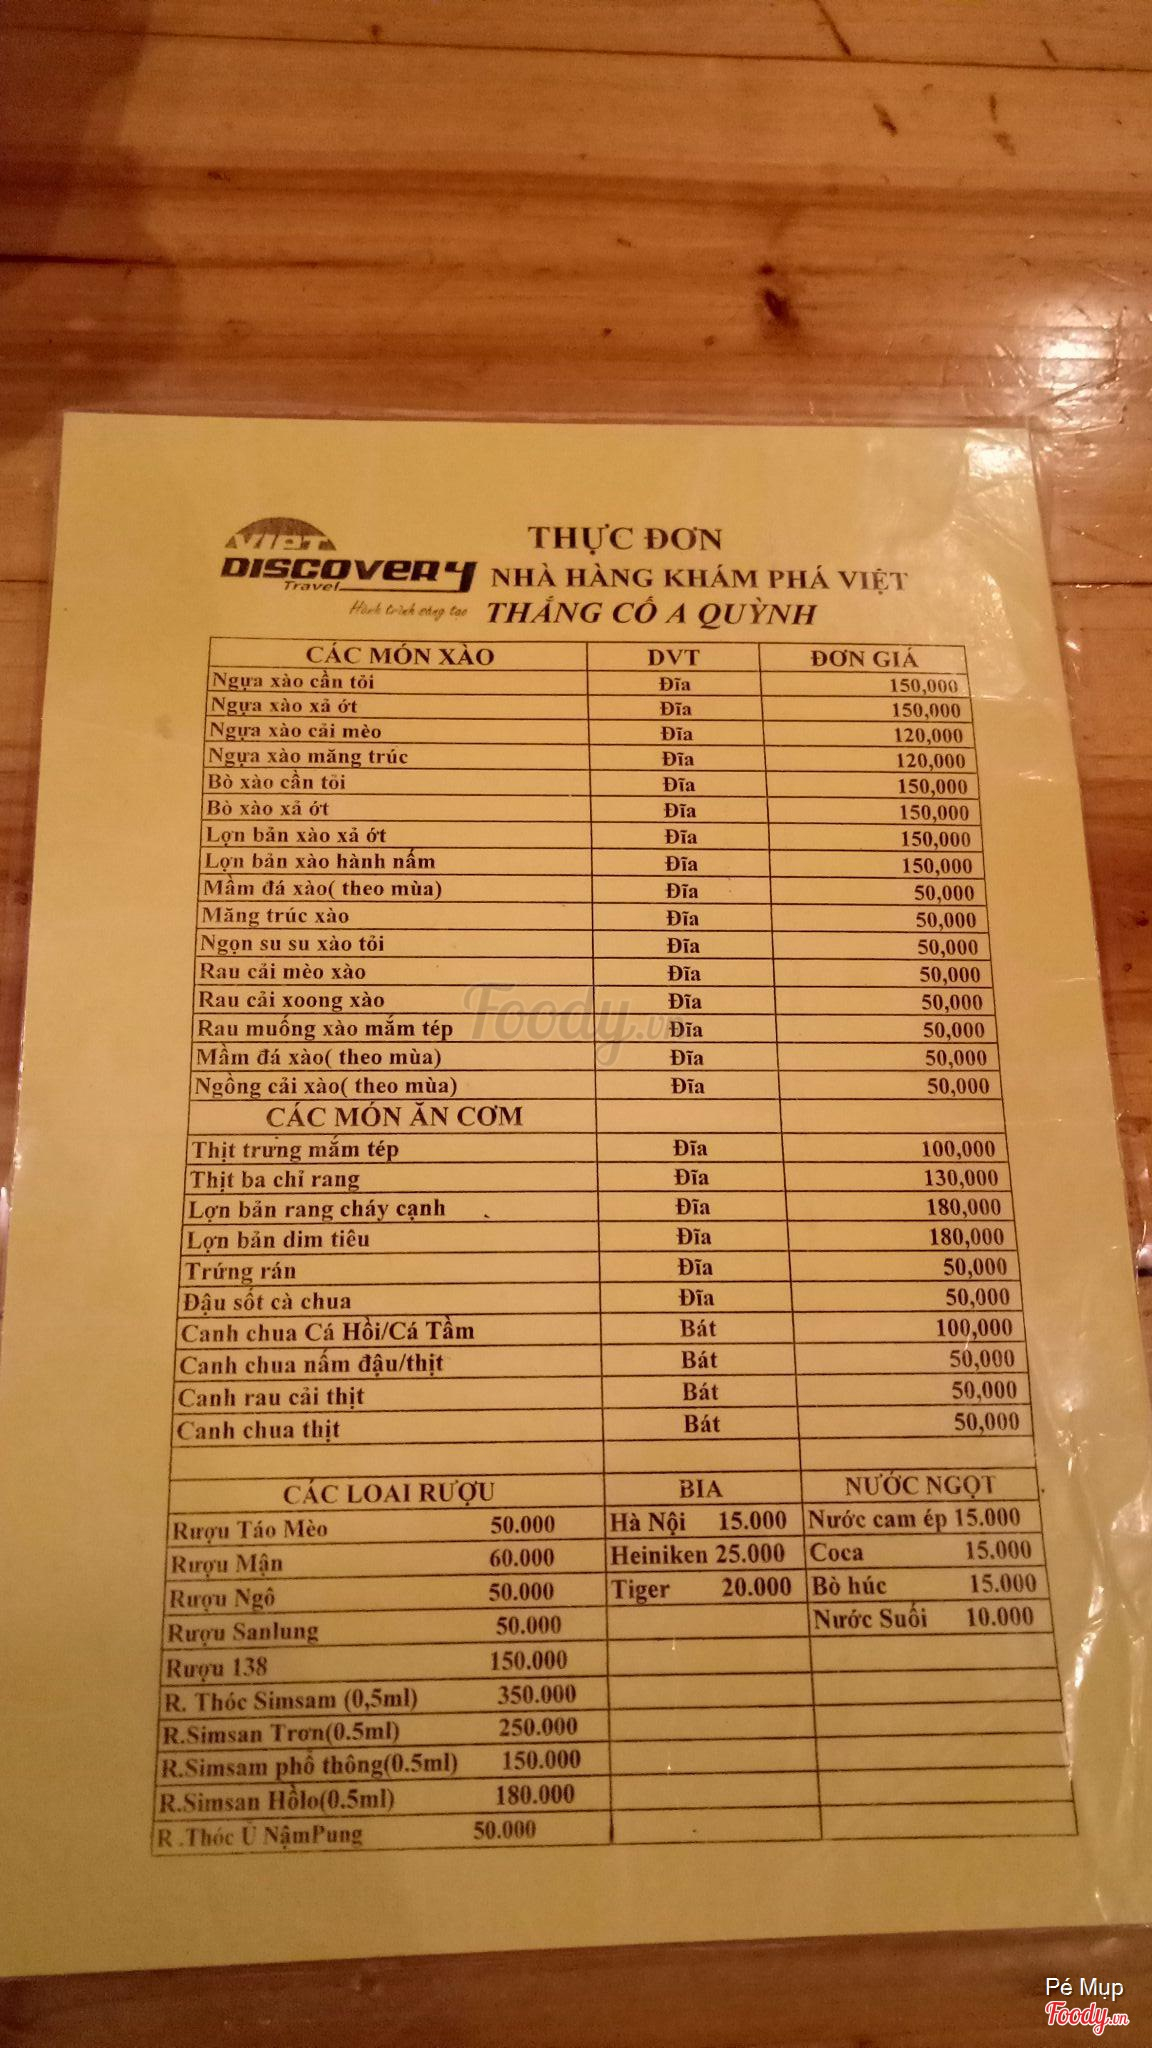 VIET
DISCOVERY
Travel
Hành trình sáng tạo
THỰC ĐƠN
NHÀ HÀNG KHÁM PHÁ VIỆT
THẮNG CỐ A QUỲNH
CÁC MÓN XÀO DVT ĐƠN GIÁ
Ngựa xào cần tỏi Đĩa 150,000
Ngựa xào xả ớt Đĩa 150,000
Ngựa xào cải mèo Đĩa 120,000
Ngựa xào măng trúc Đĩa 120,000
Bò xào cần tỏi Đĩa 150,000
Bò xào xả ớt Đĩa 150,000
Lợn bản xào xả ớt Đĩa 150,000
Lợn bản xào hành nấm Đĩa 150,000
Mầm đá xào( theo mùa) Đĩa 50,000
Măng trúc xào Đĩa 50,000
Ngọn su su xào tỏi Đĩa 50,000
Rau cải mèo xào Đĩa 50,000
Rau cải xoong xào Đĩa 50,000
Rau muống xào mắm tép Đĩa 50,000
Mầm đá xào( theo mùa) Đĩa 50,000
Ngồng cải xào( theo mùa) Đĩa 50,000
CÁC MÓN ĂN CƠM
Thịt trưng mắm tép Đĩa 100,000
Thịt ba chỉ rang Đĩa 130,000
Lợn bản rang cháy cạnh Đĩa 180,000
Lợn bản dim tiêu Đĩa 180,000
Trứng rán Đĩa 50,000
Đậu sốt cà chua Đĩa 50,000
Canh chua Cá Hồi/Cá Tầm Bát 100,000
Canh chua nấm đậu/thịt Bát 50,000
Canh rau cải thịt Bát 50,000
Canh chua thịt Bát 50,000
CÁC LOAI RƯỢU BIA NƯỚC NGỌT
Rượu Táo Mèo 50.000 Hà Nội 15.000 Nước cam ép 15.000
Rượu Mận 60.000 Heiniken 25.000 Coca 15.000
Rượu Ngô 50.000 Tiger 20.000 Bò húc 15.000
Rượu Sanlung 50.000 Nước Suối 10.000
Rượu 138 150.000
R. Thóc Simsam (0,5ml) 350.000
R.Simsan Trơn(0.5ml) 250.000
R.Simsam phổ thông(0.5ml) 150.000
R.Simsan Hồlo(0.5ml) 180.000
R .Thóc Ủ NậmPung 50.000
Foody.vn
Pé Mụp
Foody.vn